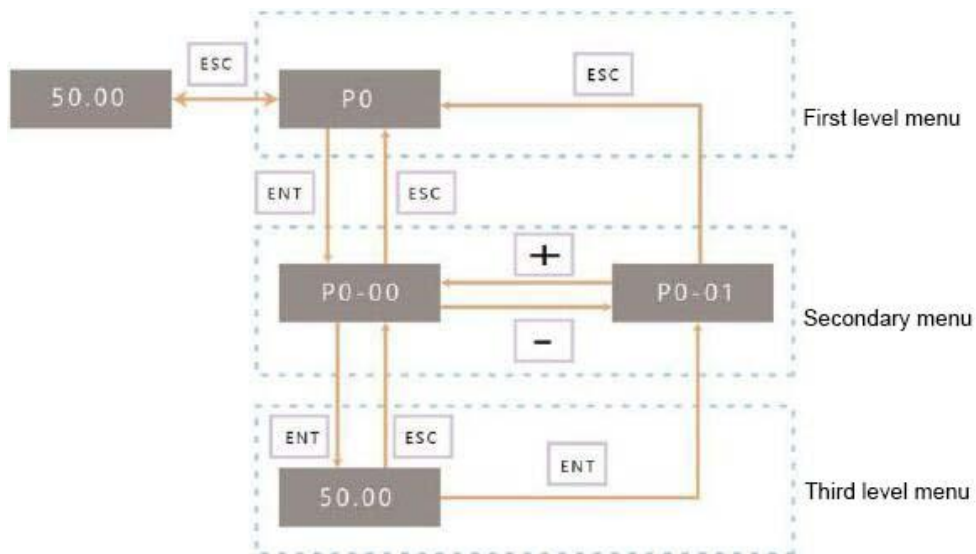 ESC
50.00
P0
ESC
First level menu
ENT
ESC
+
P0-00
P0-01
-
Secondary menu
ENT
ESC
ENT
50.00
Third level menu